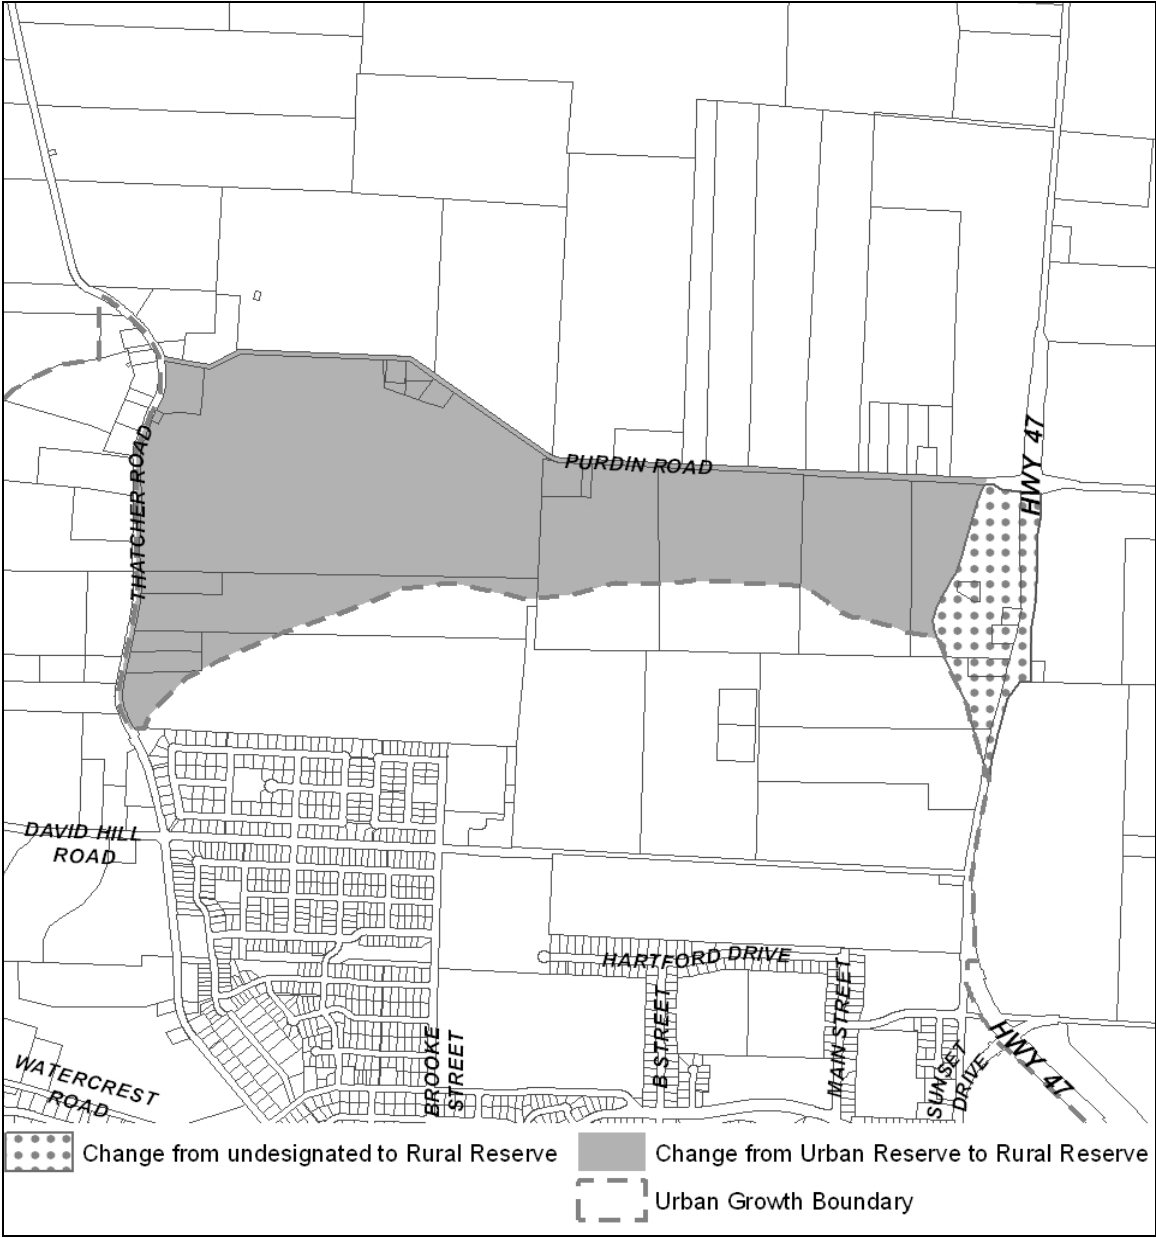 PURDIN ROAD
HWY 47
THATCHER ROAD
DAVID HILL
ROAD
HARTFORD DRIVE
MAIN STREET
B STREET
BROOKE
STREET
SUNSET
DRIVE
HWY 47
WATERCREST
ROAD
Change from undesignated to Rural Reserve
Change from Urban Reserve to Rural Reserve
Urban Growth Boundary